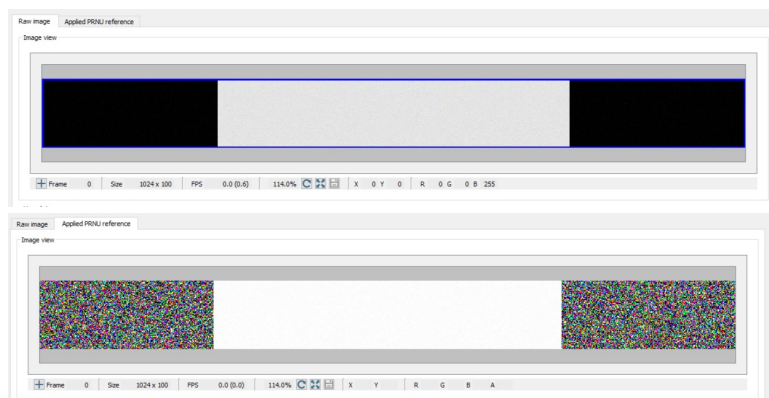 Raw image Applied PRNU reference
Image view
Frame 0 Size 1024 x 100 FPS 0.0 (0.6) 114.0% X 0 Y 0 R 0 G 0 B 255
Raw image Applied PRNU reference
Image view
Frame 0 Size 1024 x 100 FPS 0.0 (0.0) 114.0% X Y R G B A